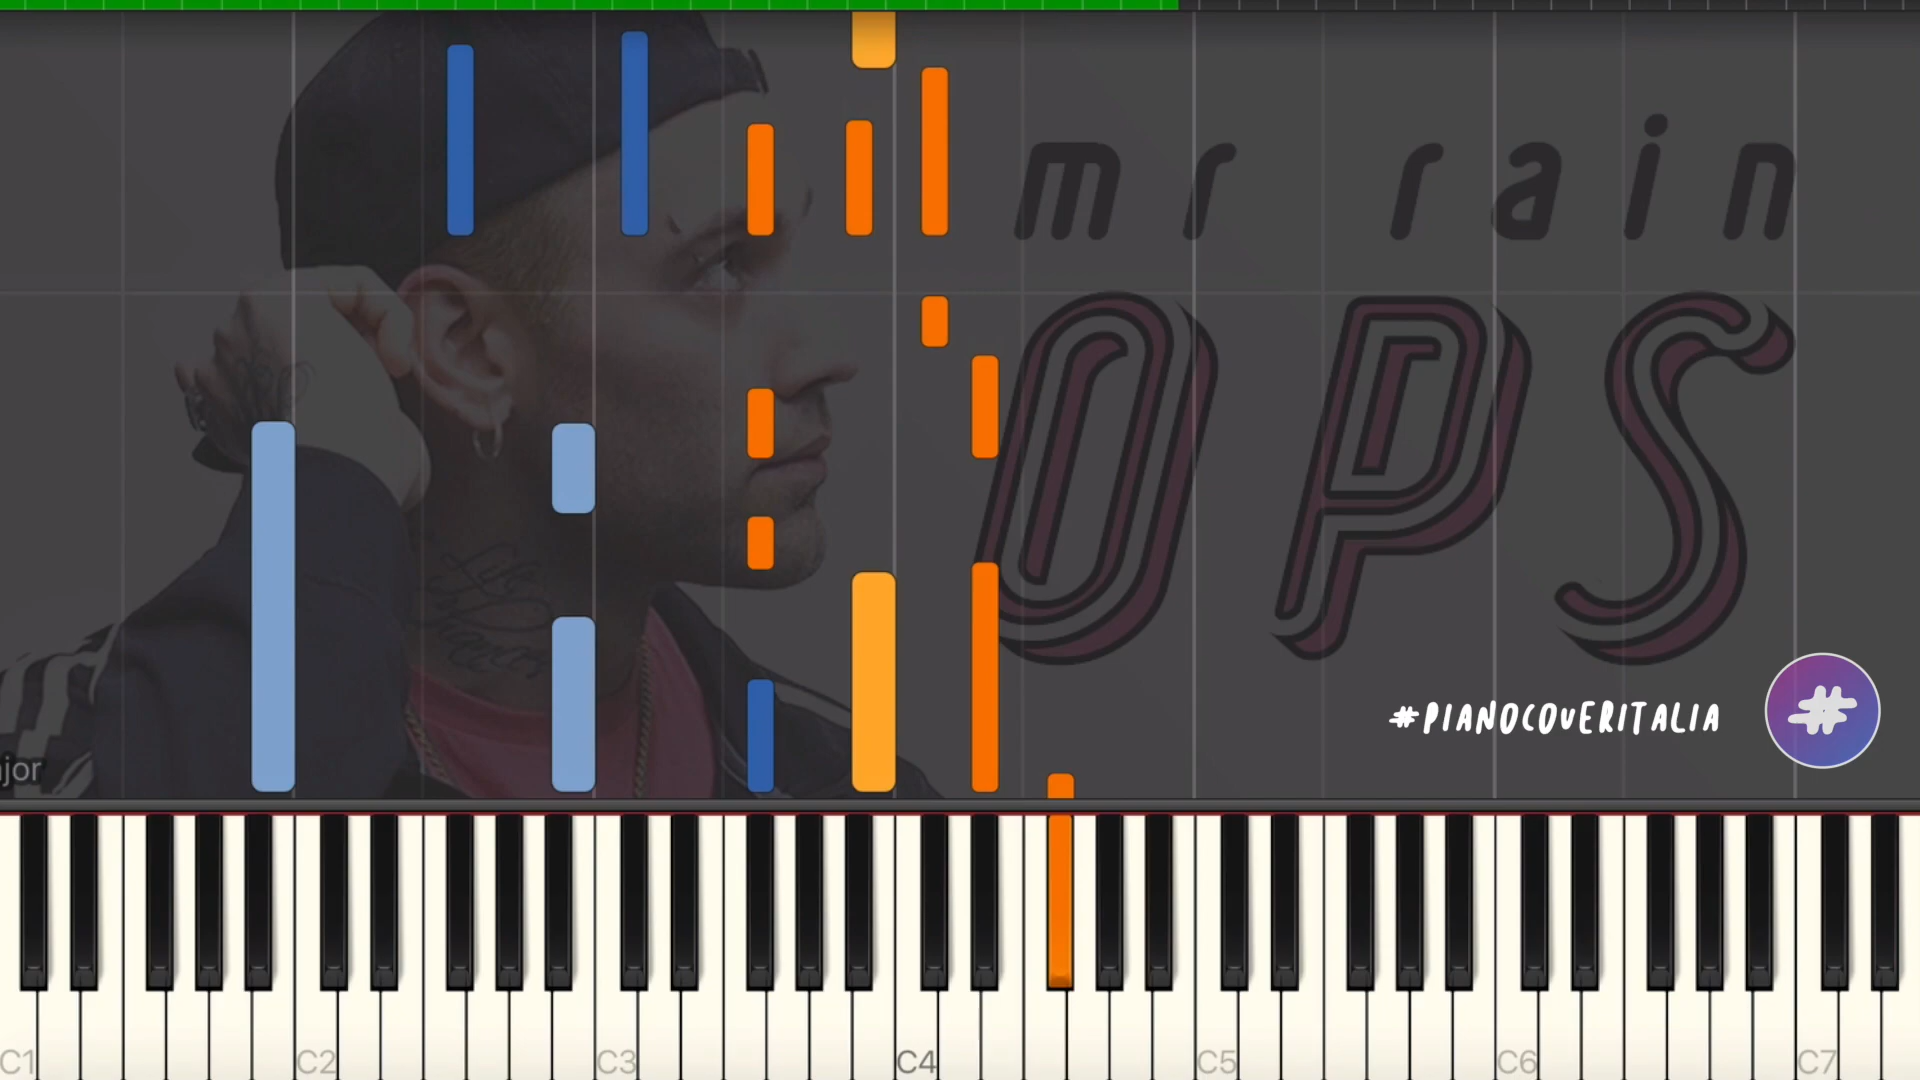 mr rain
OPS
#PIANOCOVERITALIA
#
jor
C1 C2 C3 C4 C5 C6 C7